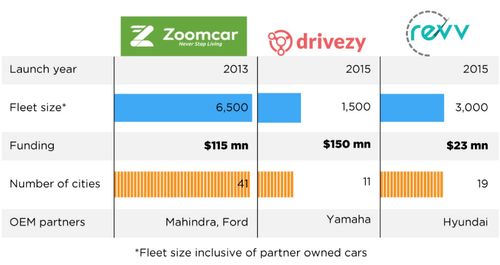 Zoomcar
Never Stop Living
drivezy
revv
Launch year 2013 2015 2015
Fleet size* 6,500 1,500 3,000
Funding $115 mn $150 mn $23 mn
Number of cities 41 11 19
OEM partners Mahindra, Ford Yamaha Hyundai
*Fleet size inclusive of partner owned cars